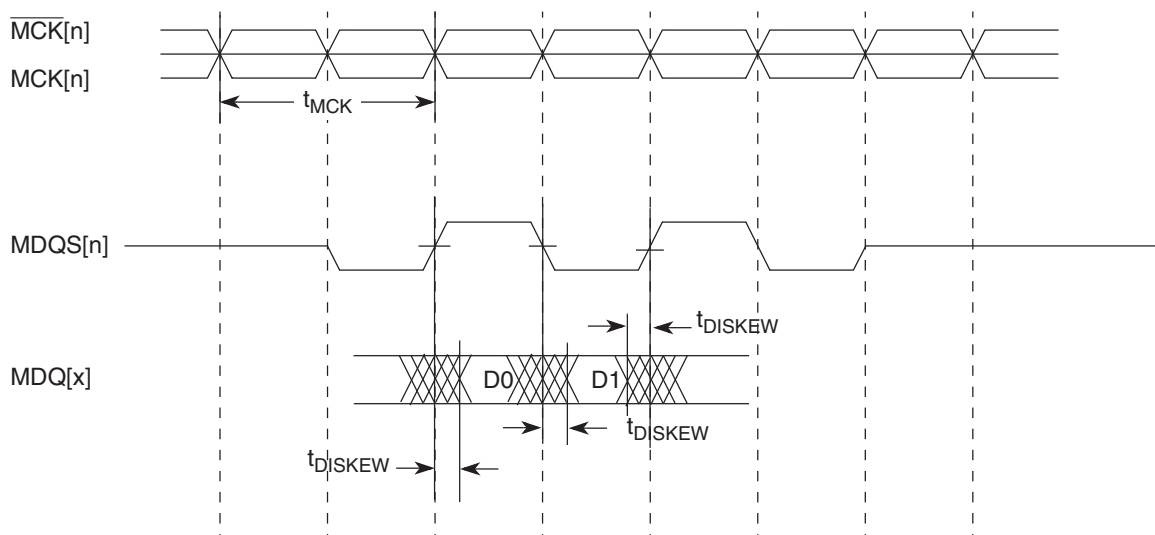 MCK[n]
MCK[n]
tMCK
MDQS[n]
tDISKEW
MDQ[x]
D0
D1
tDISKEW
tDISKEW